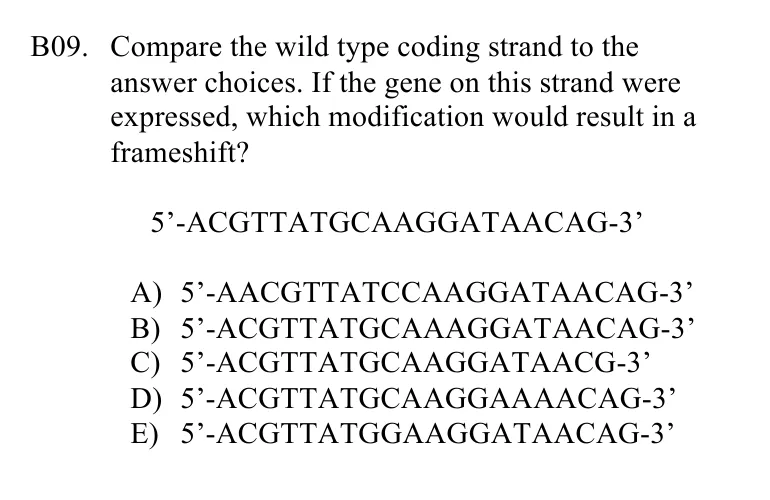 B09. Compare the wild type coding strand to the
answer choices. If the gene on this strand were
expressed, which modification would result in a
frameshift?
5’-ACGTTATGCAAGGATAACAG-3’
A) 5’-AACGTTATCCAAGGATAACAG-3’
B) 5’-ACGTTATGCAAAGGATAACAG-3’
C) 5’-ACGTTATGCAAGGATAACG-3’
D) 5’-ACGTTATGCAAGGAAAACAG-3’
E) 5’-ACGTTATGGAAGGATAACAG-3’